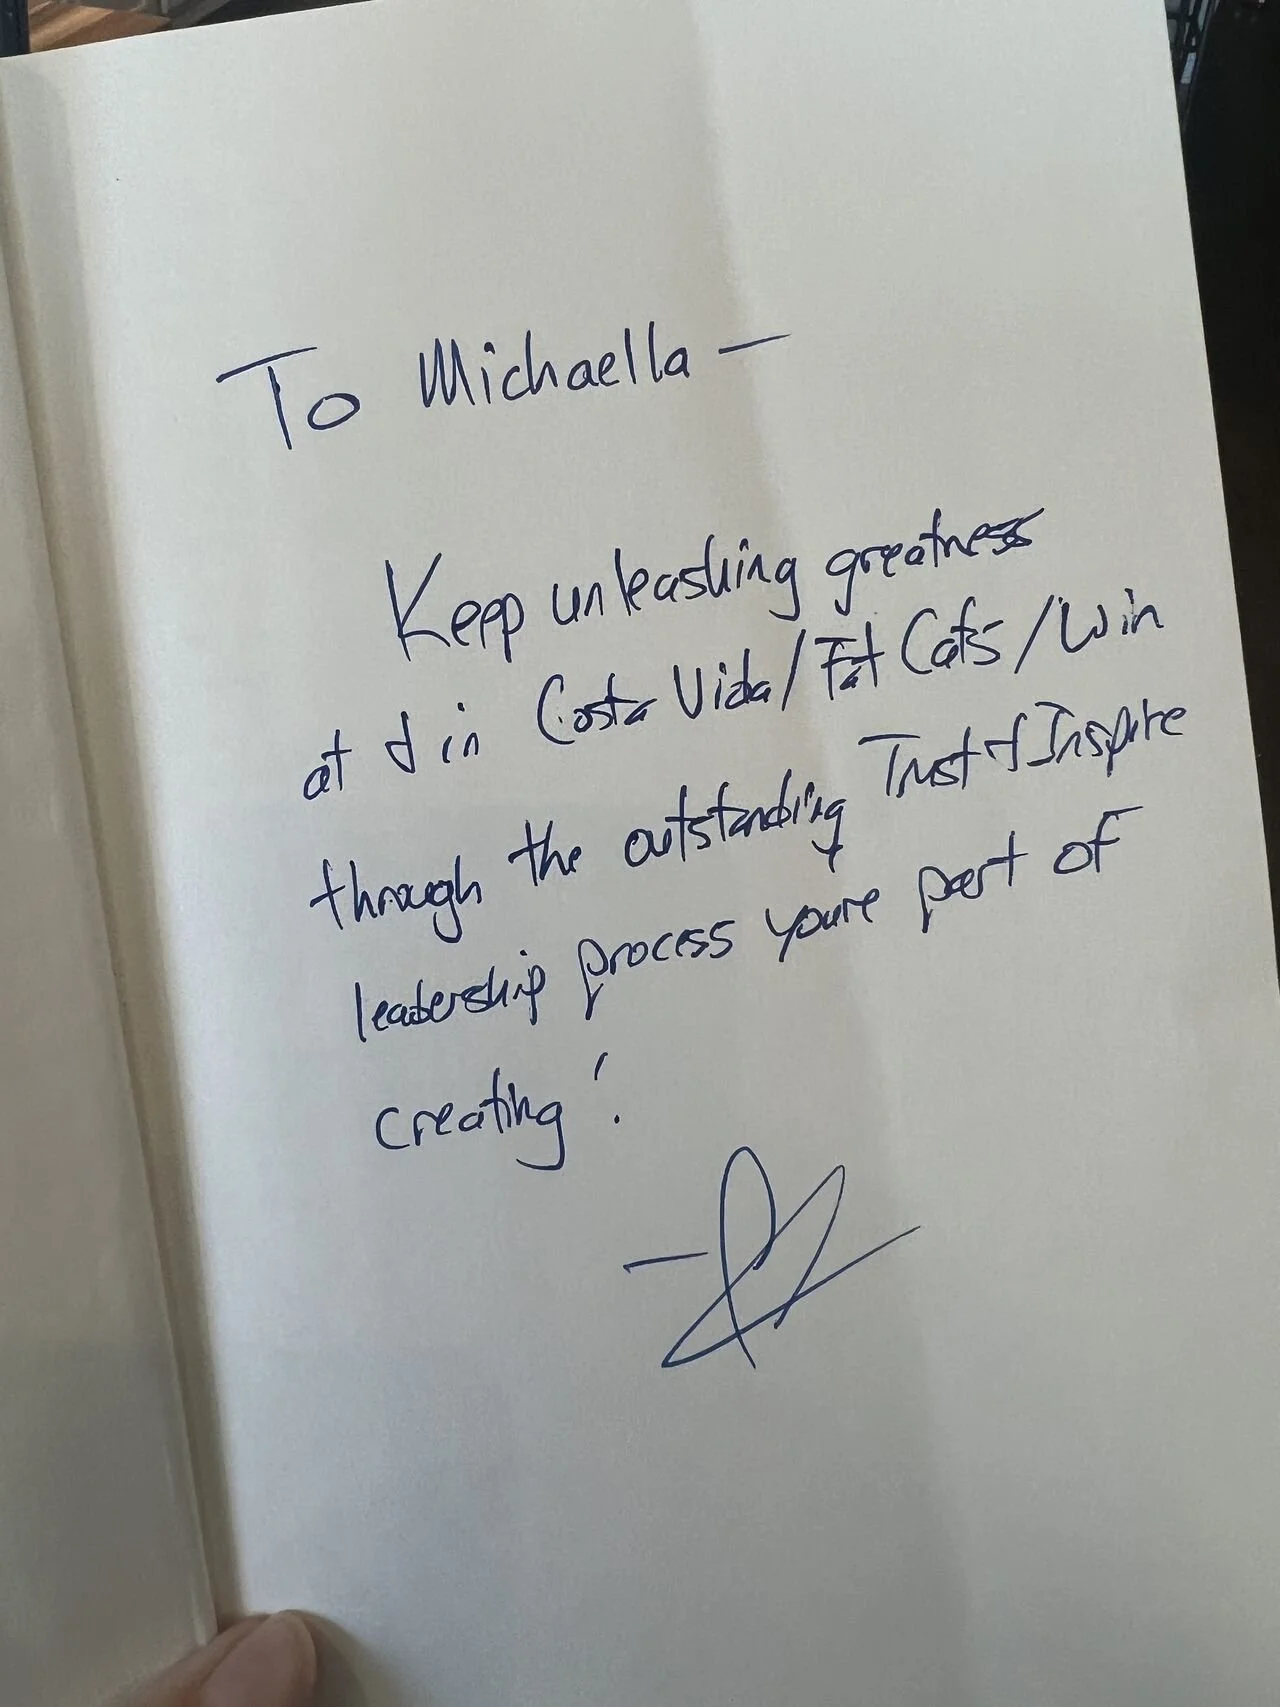 To Michaella —
Keep unleashing greatness
at & in Costa Vida/Fat Cats/Win
through the outstanding Trust & Inspire
leadership process you're part of
creating!